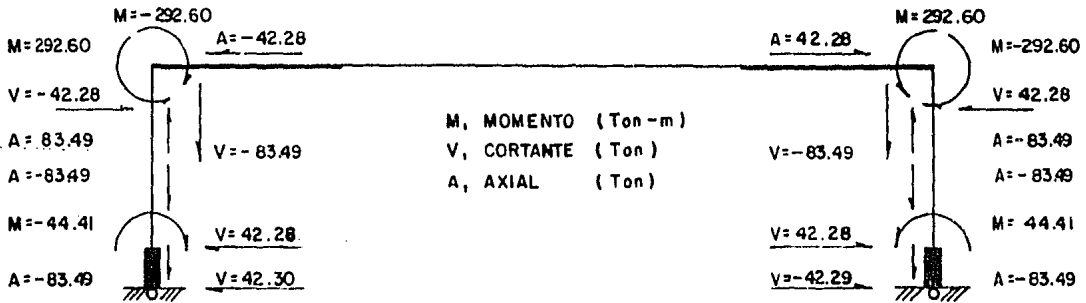 M=-292.60
M=292.60
A=-42.28
V=-42.28
A=83.49
A=-83.49
V=-83.49
M=-44.41
V=42.28
A=-83.49
V=42.30
M, MOMENTO (Ton-m)
V, CORTANTE (Ton)
A, AXIAL (Ton)
M=292.60
A=42.28
M=-292.60
V=42.28
V=-83.49
A=-83.49
A=-83.49
V=42.28
M=44.41
V=-42.29
A=-83.49